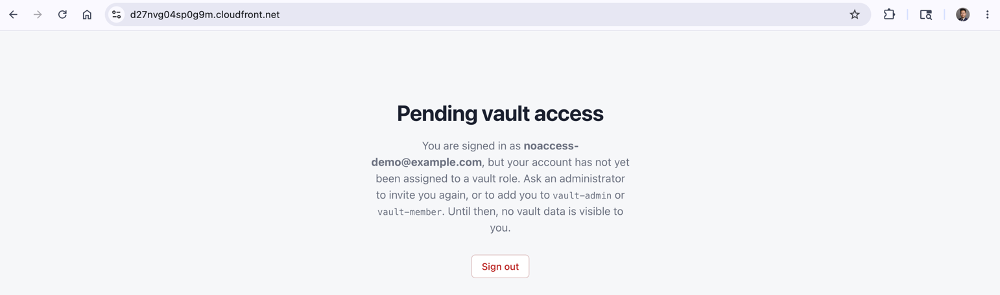 d27nvg04sp0g9m.cloudfront.net
Pending vault access
You are signed in as noaccess-
demo@example.com, but your account has not yet
been assigned to a vault role. Ask an administrator
to invite you again, or to add you to vault-admin or
vault-member. Until then, no vault data is visible to
you.
Sign out